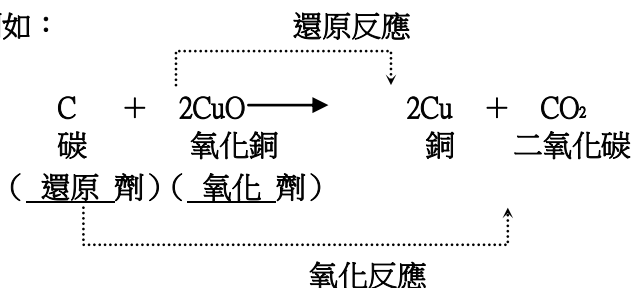 如： 還原反應
C + 2CuO → 2Cu + CO₂
碳 氧化銅 銅 二氧化碳
（ 還原 劑）（ 氧化 劑）
氧化反應